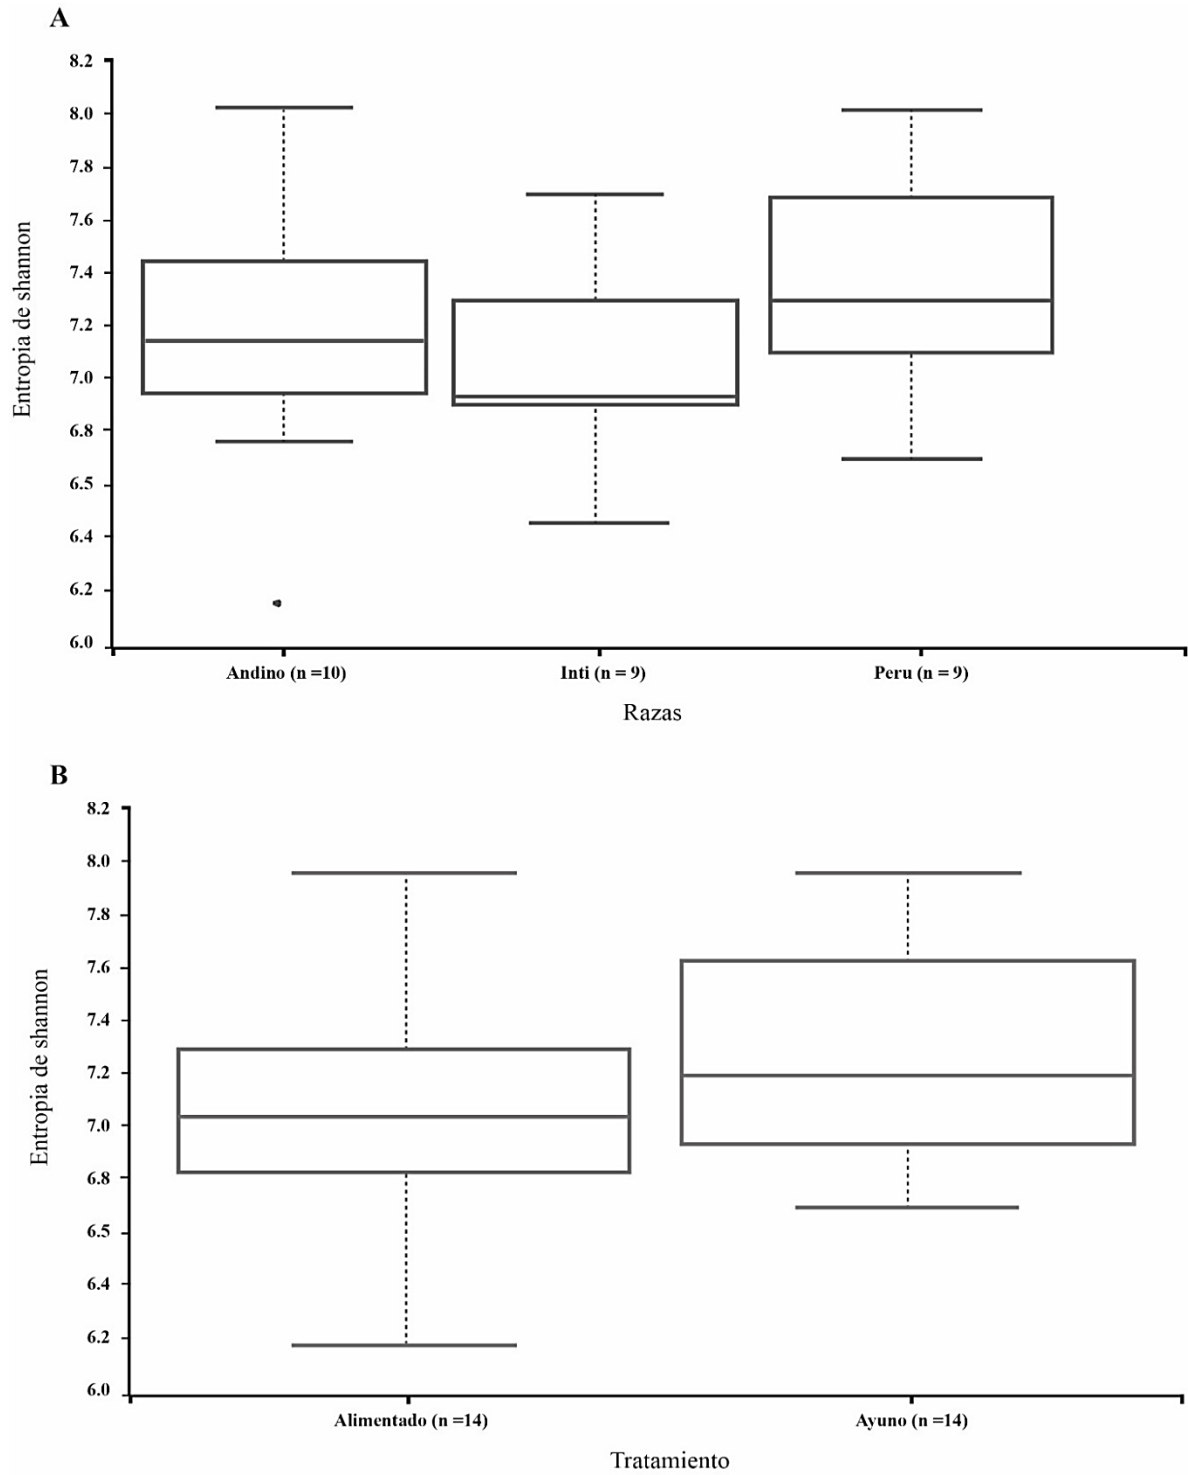 A
8.2
8.0
7.8
7.6
7.4
7.2
7.0
6.8
6.5
6.4
6.2
6.0
Entropia de shannon
Andino (n =10)
Inti (n = 9)
Peru (n = 9)
Razas
B
8.2
8.0
7.8
7.6
7.4
7.2
7.0
6.8
6.5
6.4
6.2
6.0
Entropia de shannon
Alimentado (n =14)
Ayuno (n =14)
Tratamiento